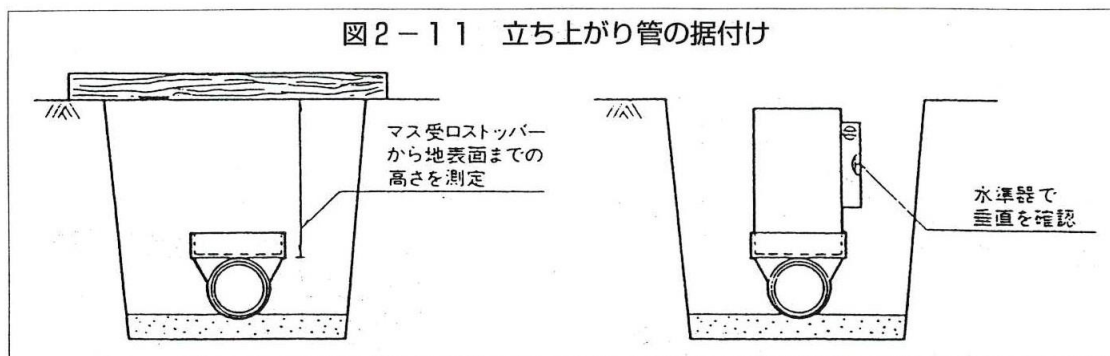 図2-11 立ち上がり管の据付け
マス受口ストッパー
から地表面までの
高さを測定
水準器で
垂直を確認